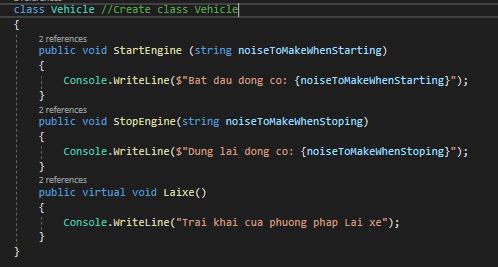 class Vehicle //Create class Vehicle
{
2 references
public void StartEngine (string noiseToMakeWhenStarting)
{
Console.WriteLine($"Bat dau dong co: {noiseToMakeWhenStarting}");
}
2 references
public void StopEngine(string noiseToMakeWhenStoping)
{
Console.WriteLine($"Dung lai dong co: {noiseToMakeWhenStoping}");
}
2 references
public virtual void Laixe()
{
Console.WriteLine("Trai khai cua phuong phap Lai xe");
}
}